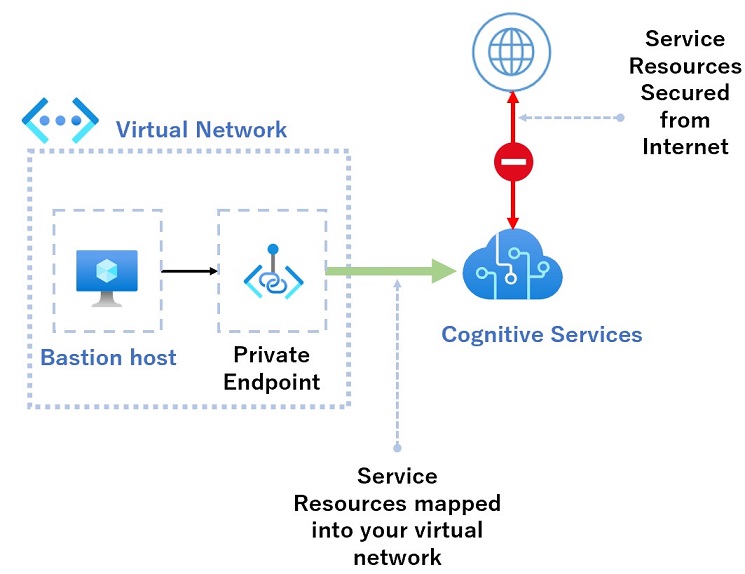 Service
Resources
Secured
from
Internet
Virtual Network
Bastion host
Private
Endpoint
Cognitive Services
Service
Resources mapped
into your virtual
network